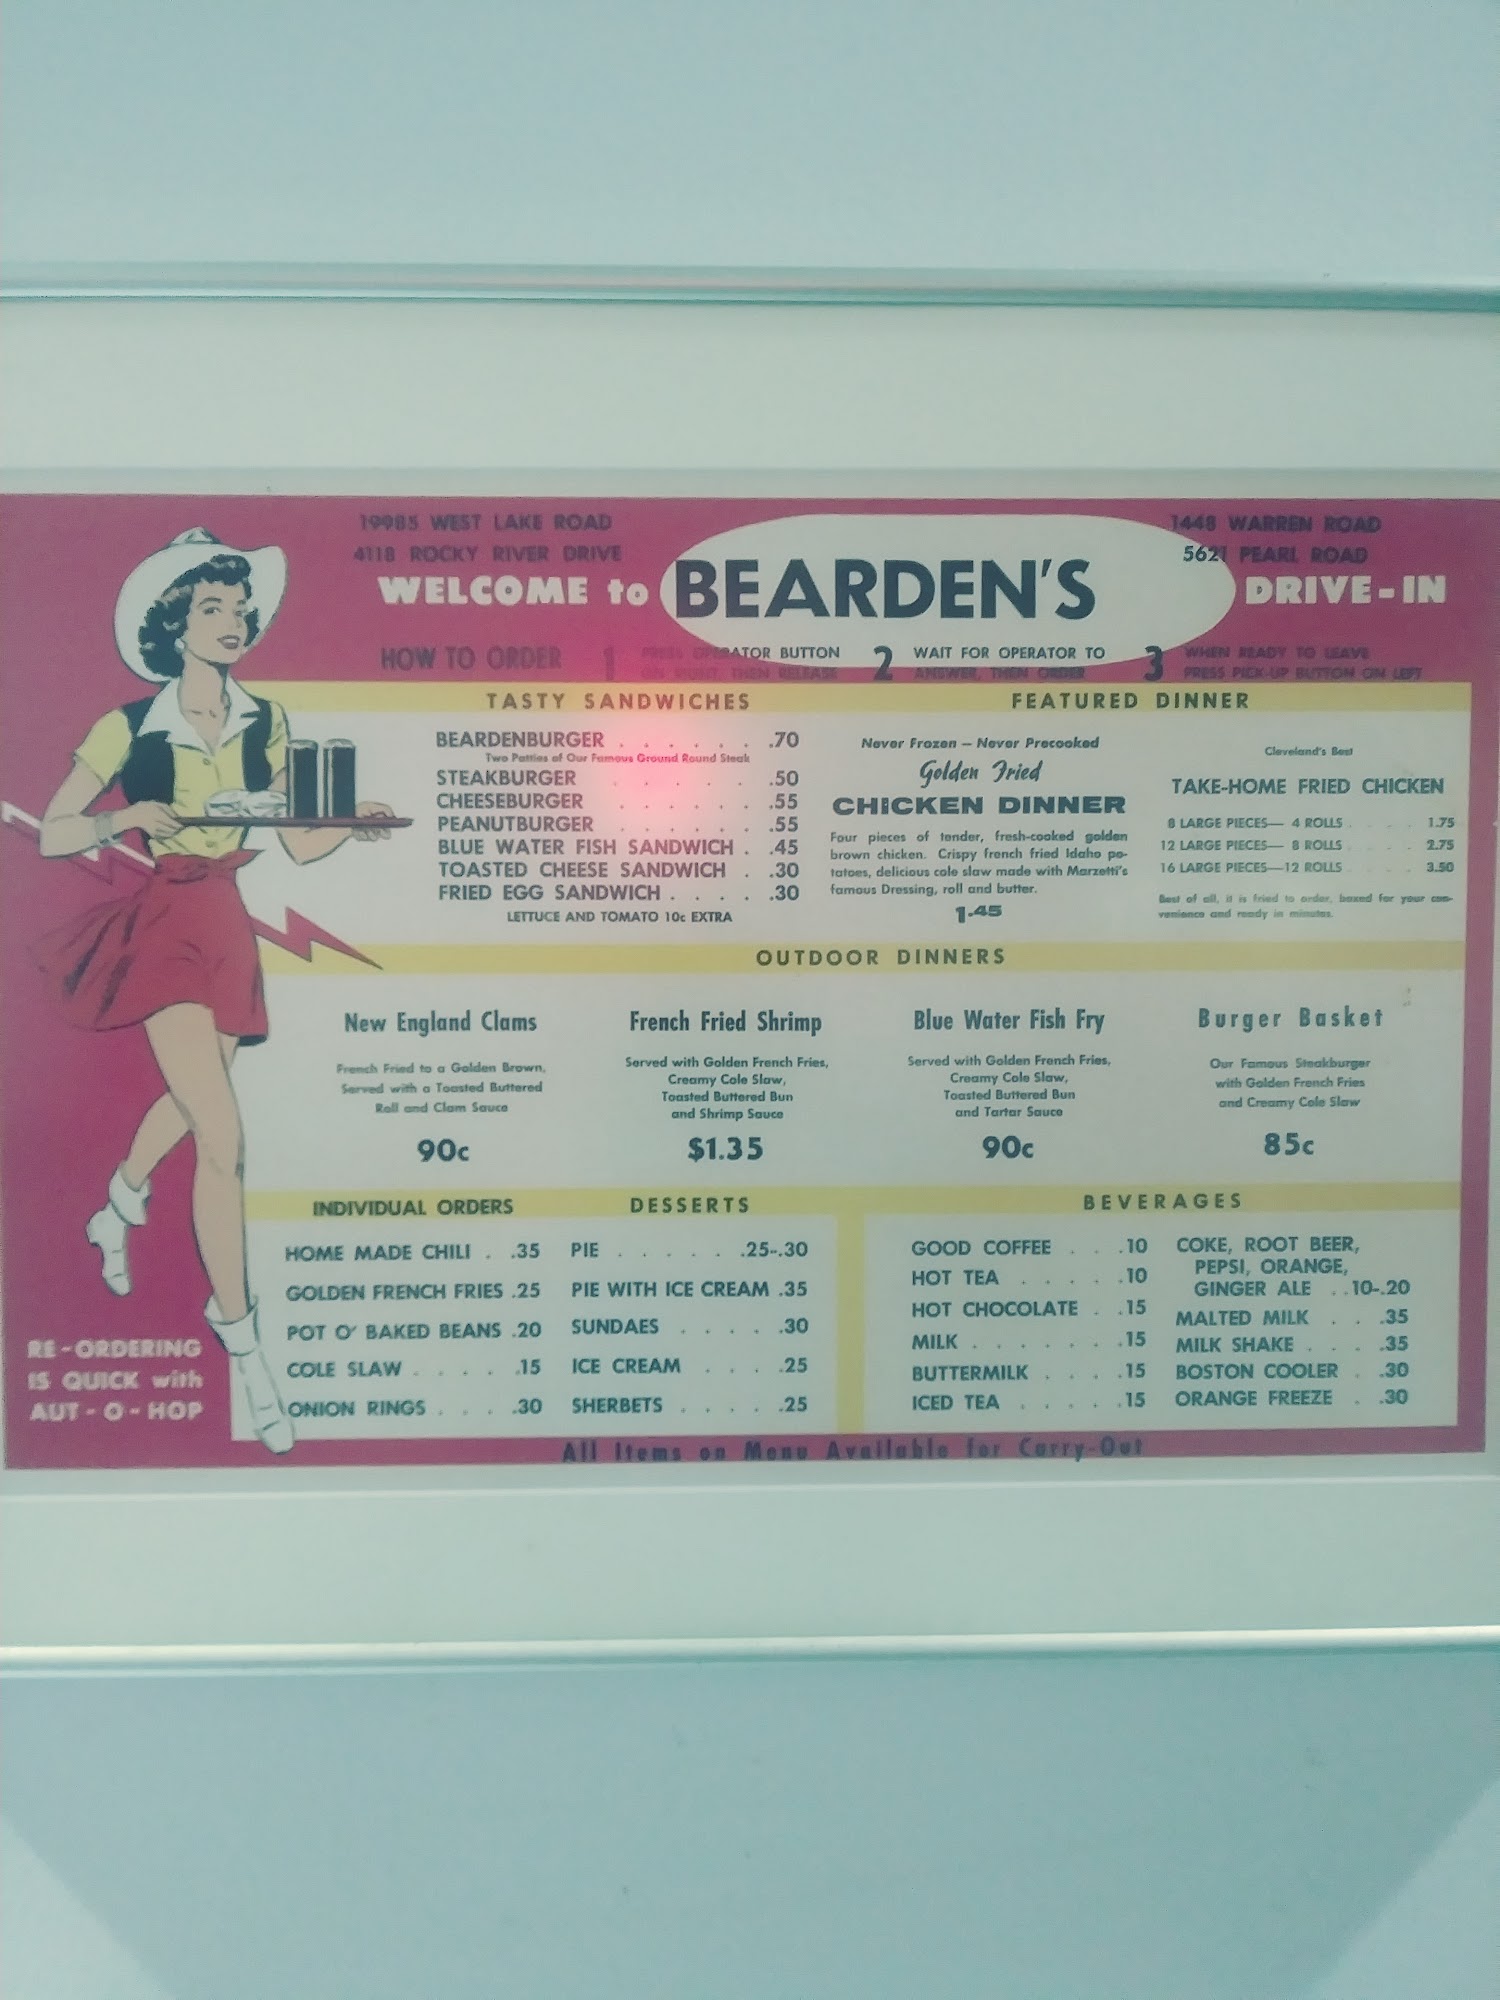 19985 WEST LAKE ROAD
4118 ROCKY RIVER DRIVE
1448 WARREN ROAD
5621 PEARL ROAD
WELCOME to BEARDEN'S DRIVE-IN
HOW TO ORDER
1 PRESS OPERATOR BUTTON
ON RIGHT, THEN RELEASE
2 WAIT FOR OPERATOR TO
ANSWER, THEN ORDER
3 WHEN READY TO LEAVE
PRESS PICK-UP BUTTON ON LEFT
TASTY SANDWICHES
BEARDENBURGER . . . . . . .70
Two Patties of Our Famous Ground Round Steak
STEAKBURGER . . . . . .50
CHEESEBURGER . . . . . .55
PEANUTBURGER . . . . . .55
BLUE WATER FISH SANDWICH . .45
TOASTED CHEESE SANDWICH . .30
FRIED EGG SANDWICH . . . . .30
LETTUCE AND TOMATO 10c EXTRA
FEATURED DINNER
Never Frozen — Never Precooked
Golden Fried
CHICKEN DINNER
Four pieces of tender, fresh-cooked golden
brown chicken. Crispy french fried Idaho po-
tatoes, delicious cole slaw made with Marzetti's
famous Dressing, roll and butter.
1.45
Cleveland's Best
TAKE-HOME FRIED CHICKEN
8 LARGE PIECES— 4 ROLLS . . . . 1.75
12 LARGE PIECES— 8 ROLLS . . . . 2.75
16 LARGE PIECES—12 ROLLS . . . . 3.50
Best of all, it is fried to order, boxed for your con-
venience and ready in minutes.
OUTDOOR DINNERS
New England Clams
French Fried to a Golden Brown,
Served with a Toasted Buttered
Roll and Clam Sauce
90c
French Fried Shrimp
Served with Golden French Fries,
Creamy Cole Slaw,
Toasted Buttered Bun
and Shrimp Sauce
$1.35
Blue Water Fish Fry
Served with Golden French Fries,
Creamy Cole Slaw,
Toasted Buttered Bun
and Tartar Sauce
90c
Burger Basket
Our Famous Steakburger
with Golden French Fries
and Creamy Cole Slaw
85c
INDIVIDUAL ORDERS
HOME MADE CHILI . .35
GOLDEN FRENCH FRIES .25
POT O' BAKED BEANS .20
COLE SLAW . . . . .15
ONION RINGS . . . .30
DESSERTS
PIE . . . . . .25-.30
PIE WITH ICE CREAM .35
SUNDAES . . . . .30
ICE CREAM . . . .25
SHERBETS . . . . .25
BEVERAGES
GOOD COFFEE . . .10
HOT TEA . . . . .10
HOT CHOCOLATE . .15
MILK . . . . . . .15
BUTTERMILK . . . .15
ICED TEA . . . . .15
COKE, ROOT BEER,
PEPSI, ORANGE,
GINGER ALE . .10-.20
MALTED MILK . . .35
MILK SHAKE . . . .35
BOSTON COOLER . .30
ORANGE FREEZE . .30
RE-ORDERING
IS QUICK with
AUT-O-HOP
All Items on Menu Available for Carry-Out